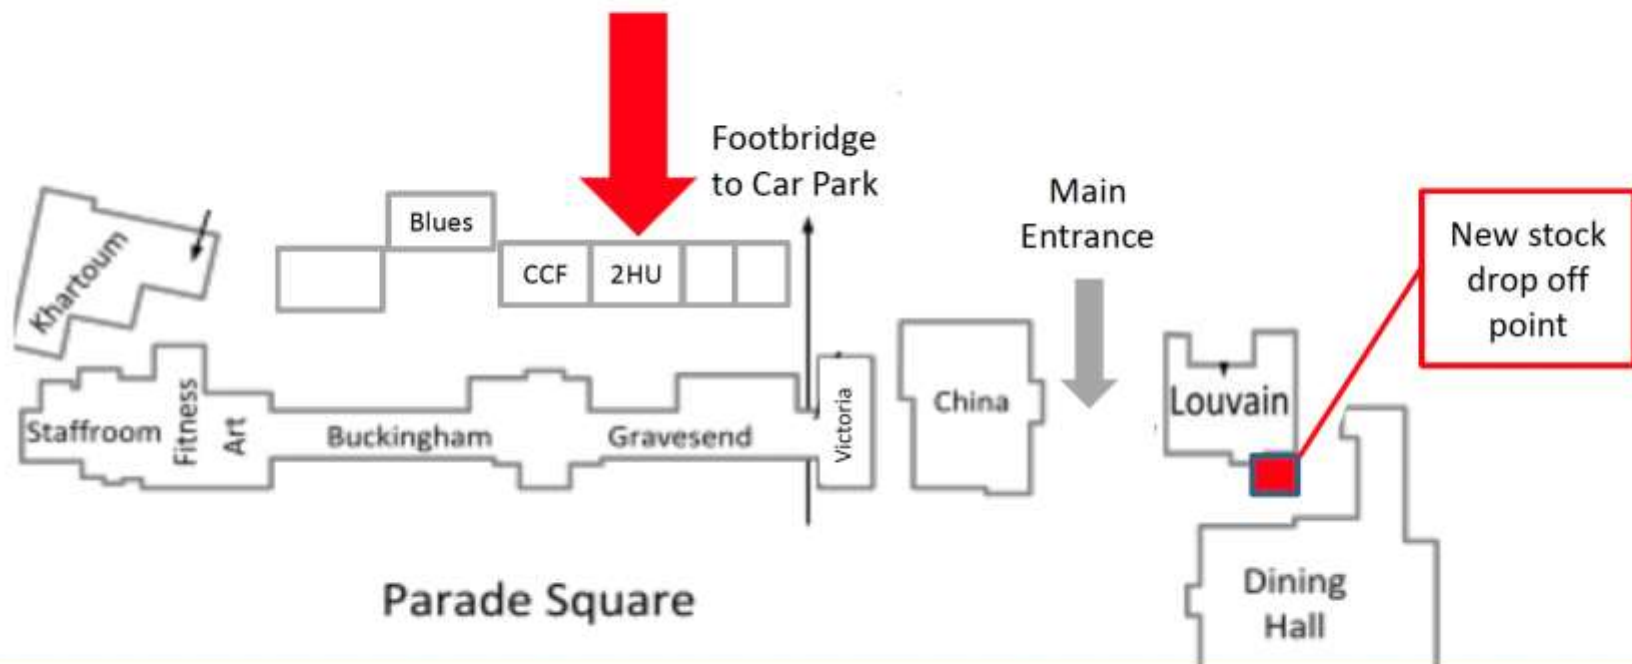 Footbridge
to Car Park
Main
Entrance
New stock
drop off
point
Blues
CCF
2HU
Khartoum
Staffroom
Fitness
Art
Buckingham
Gravesend
Victoria
China
Louvain
Parade Square
Dining
Hall